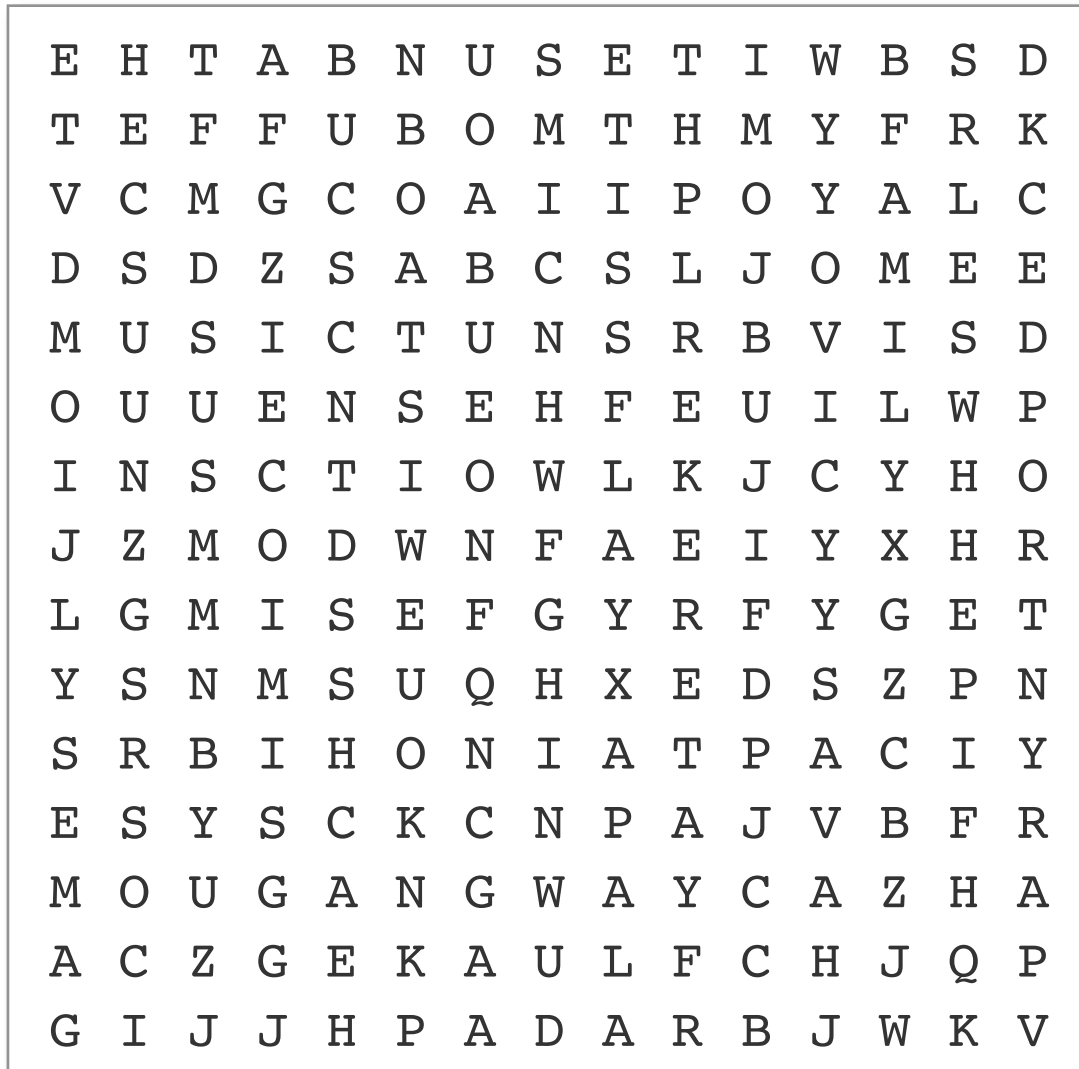 E H T A B N U S E T I W B S D
T E F F U B O M T H M Y F R K
V C M G C O A I I P O Y A L C
D S D Z S A B C S L J O M E E
M U S I C T U N S R B V I S D
O U U E N S E H F E U I L W P
I N S C T I O W L K J C Y H O
J Z M O D W N F A E I Y X H R
L G M I S E F G Y R F Y G E T
Y S N M S U Q H X E D S Z P N
S R B I H O N I A T P A C I Y
E S Y S C K C N P A J V B F R
M O U G A N G W A Y C A Z H A
A C Z G E K A U L F C H J Q P
G I J J H P A D A R B J W K V